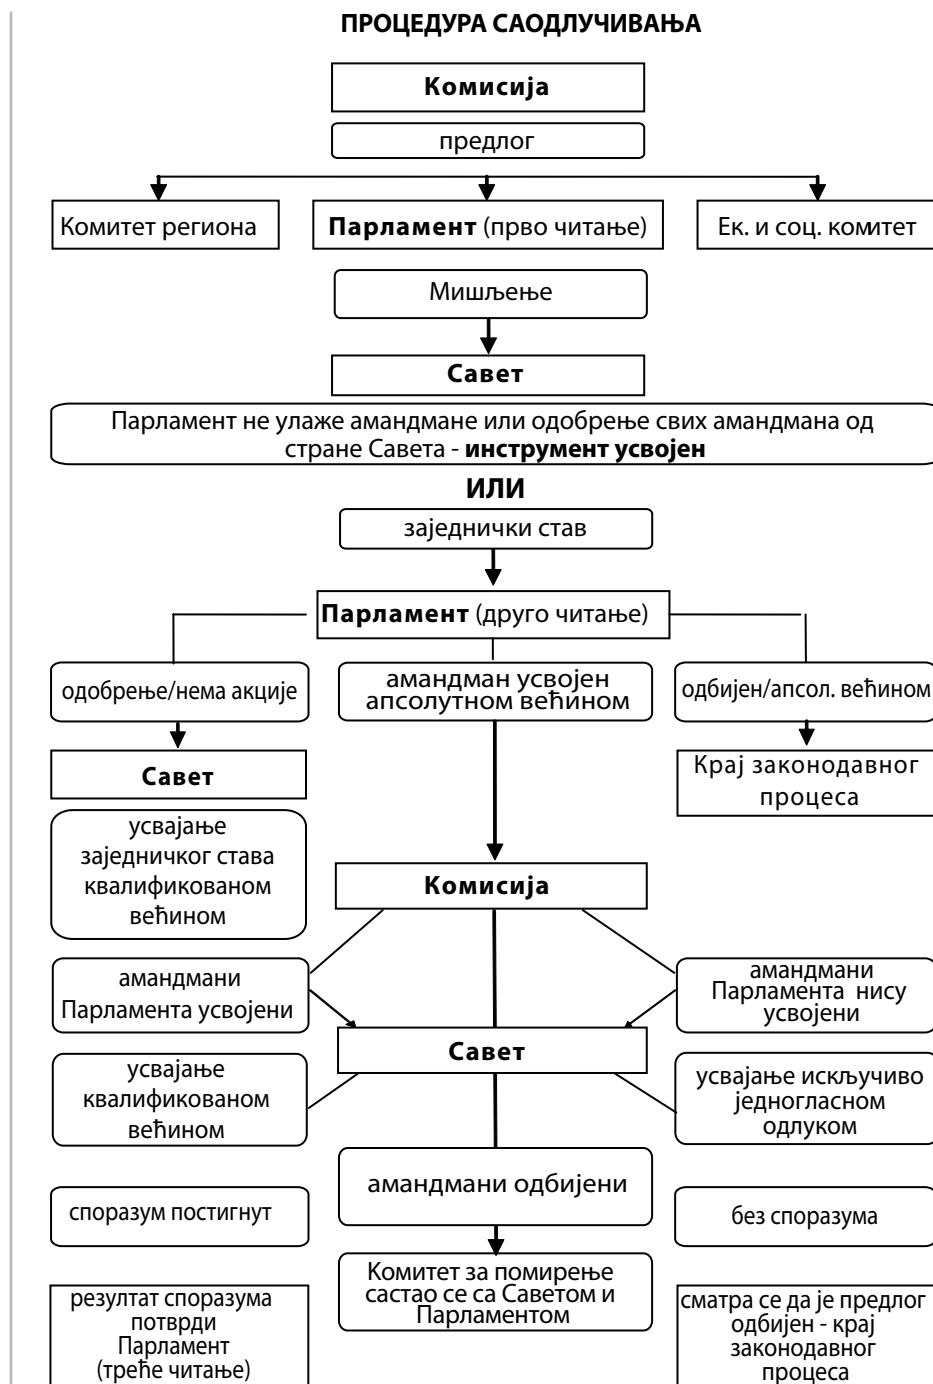 ПРОЦЕДУРА САОДЛУЧИВАЊА
Комисија
предлог
Комитет региона
Парламент (прво читање)
Ек. и соц. комитет
Мишљење
Савет
Парламент не улаже амандмане или одобрење свих амандмана од
стране Савета - инструмент усвојен
ИЛИ
заједнички став
Парламент (друго читање)
одобрење/нема акције
амандман усвојен
апсолутном већином
одбијен/апсол. већином
Савет
Крај законодавног
процеса
усвајање
заједничког става
квалификованом
већином
Комисија
амандмани
Парламента усвојени
амандмани
Парламента нису
усвојени
Савет
усвајање
квалификованом
већином
усвајање искључиво
једногласном
одлуком
амандмани одбијени
споразум постигнут
без споразума
Комитет за помирење
састао се са Саветом и
Парламентом
резултат споразума
потврди
Парламент
(треће читање)
сматра се да је предлог
одбијен - крај
законодавног
процеса